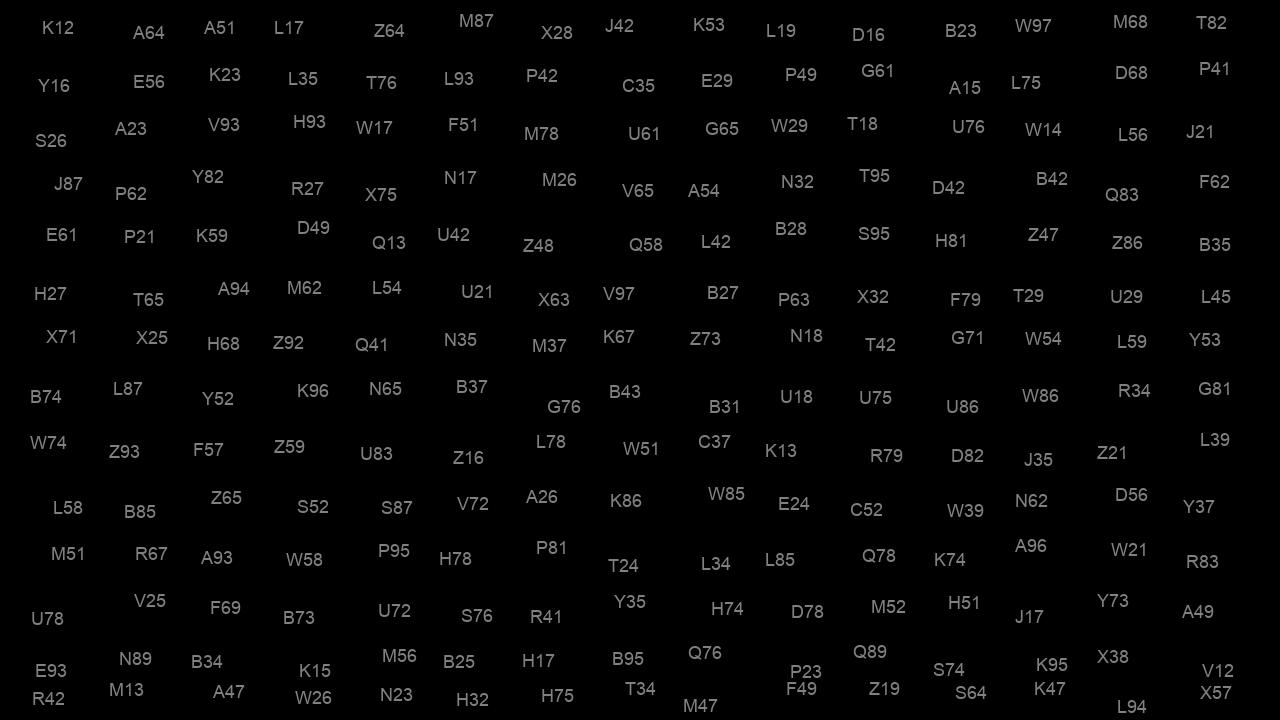 K12 A64 A51 L17 Z64 M87 X28 J42 K53 L19 D16 B23 W97 M68 T82
Y16 E56 K23 L35 T76 L93 P42 C35 E29 P49 G61 A15 L75 D68 P41
S26 A23 V93 H93 W17 F51 M78 U61 G65 W29 T18 U76 W14 L56 J21
J87 P62 Y82 R27 X75 N17 M26 V65 A54 N32 T95 D42 B42 Q83 F62
E61 P21 K59 D49 Q13 U42 Z48 Q58 L42 B28 S95 H81 Z47 Z86 B35
H27 T65 A94 M62 L54 U21 X63 V97 B27 P63 X32 F79 T29 U29 L45
X71 X25 H68 Z92 Q41 N35 M37 K67 Z73 N18 T42 G71 W54 L59 Y53
B74 L87 Y52 K96 N65 B37 G76 B43 B31 U18 U75 U86 W86 R34 G81
W74 Z93 F57 Z59 U83 Z16 L78 W51 C37 K13 R79 D82 J35 Z21 L39
L58 B85 Z65 S52 S87 V72 A26 K86 W85 E24 C52 W39 N62 D56 Y37
M51 R67 A93 W58 P95 H78 P81 T24 L34 L85 Q78 K74 A96 W21 R83
U78 V25 F69 B73 U72 S76 R41 Y35 H74 D78 M52 H51 J17 Y73 A49
E93 N89 B34 K15 M56 B25 H17 B95 Q76 P23 Q89 S74 K95 X38 V12
R42 M13 A47 W26 N23 H32 H75 T34 M47 F49 Z19 S64 K47 L94 X57